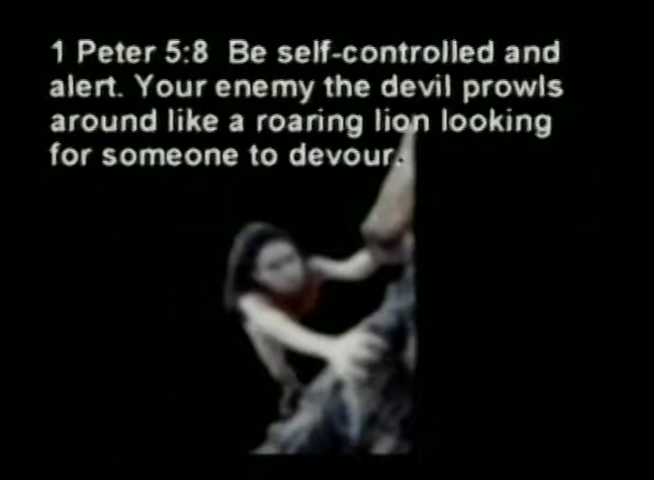 1 Peter 5:8  Be self-controlled and
alert. Your enemy the devil prowls
around like a roaring lion looking
for someone to devour.